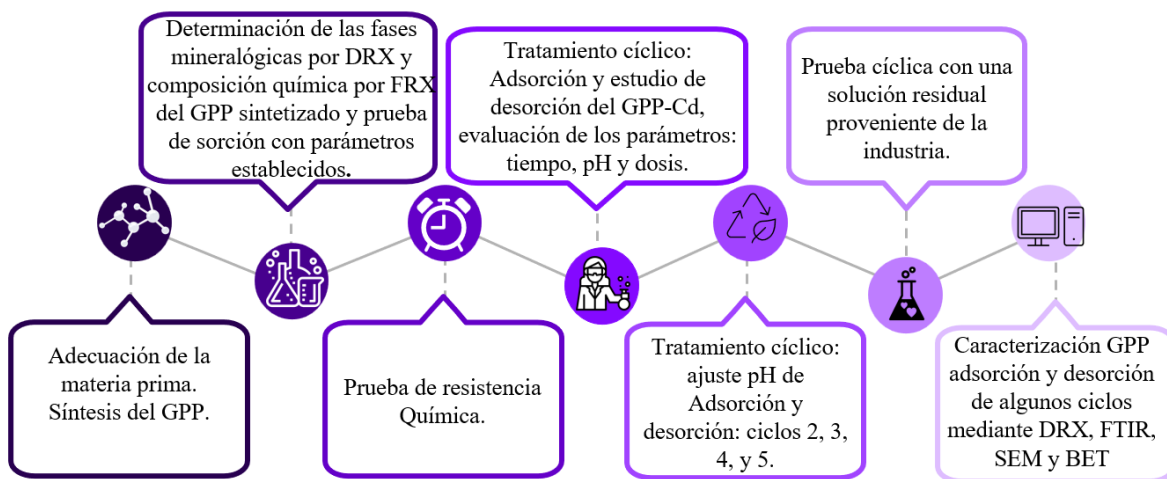 Adecuación de la
materia prima.
Síntesis del GPP.
Determinación de las fases
mineralógicas por DRX y
composición química por FRX
del GPP sintetizado y prueba
de sorción con parámetros
establecidos.
Prueba de resistencia
Química.
Tratamiento cíclico:
Adsorción y estudio de
desorción del GPP-Cd,
evaluación de los parámetros:
tiempo, pH y dosis.
Tratamiento cíclico:
ajuste pH de
Adsorción y
desorción: ciclos 2, 3,
4, y 5.
Prueba cíclica con una
solución residual
proveniente de la
industria.
Caracterización GPP
adsorción y desorción
de algunos ciclos
mediante DRX, FTIR,
SEM y BET